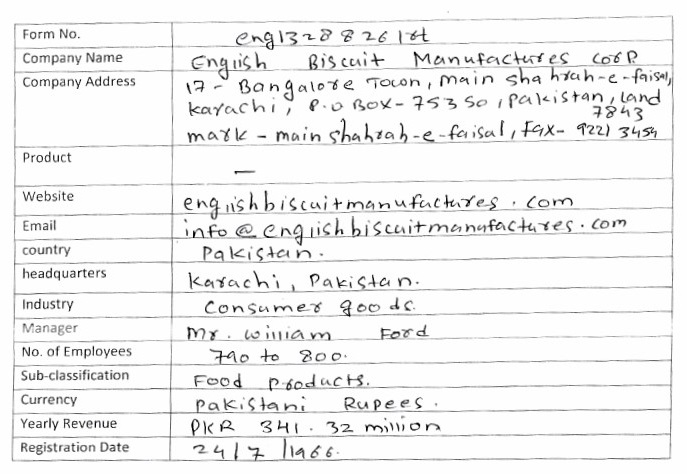 Form No. eng1328826lot
Company Name English Biscuit Manufactures corp
Company Address 17 - Bangalore Town, main shahrah-e-faisal,
karachi, P.O BOX - 75350, pakistan, land
mark - main shahrah-e-faisal, fax- 9221 3454
7843
Product —
Website englishbiscuitmanufactures.com
Email info@englishbiscuitmanufactures.com
country Pakistan.
headquarters karachi, Pakistan.
Industry Consumer goods.
Manager Mr. william Ford
No. of Employees 790 to 800.
Sub-classification Food products.
Currency Pakistani Rupees.
Yearly Revenue PKR 341.32 million
Registration Date 24/7/1966.